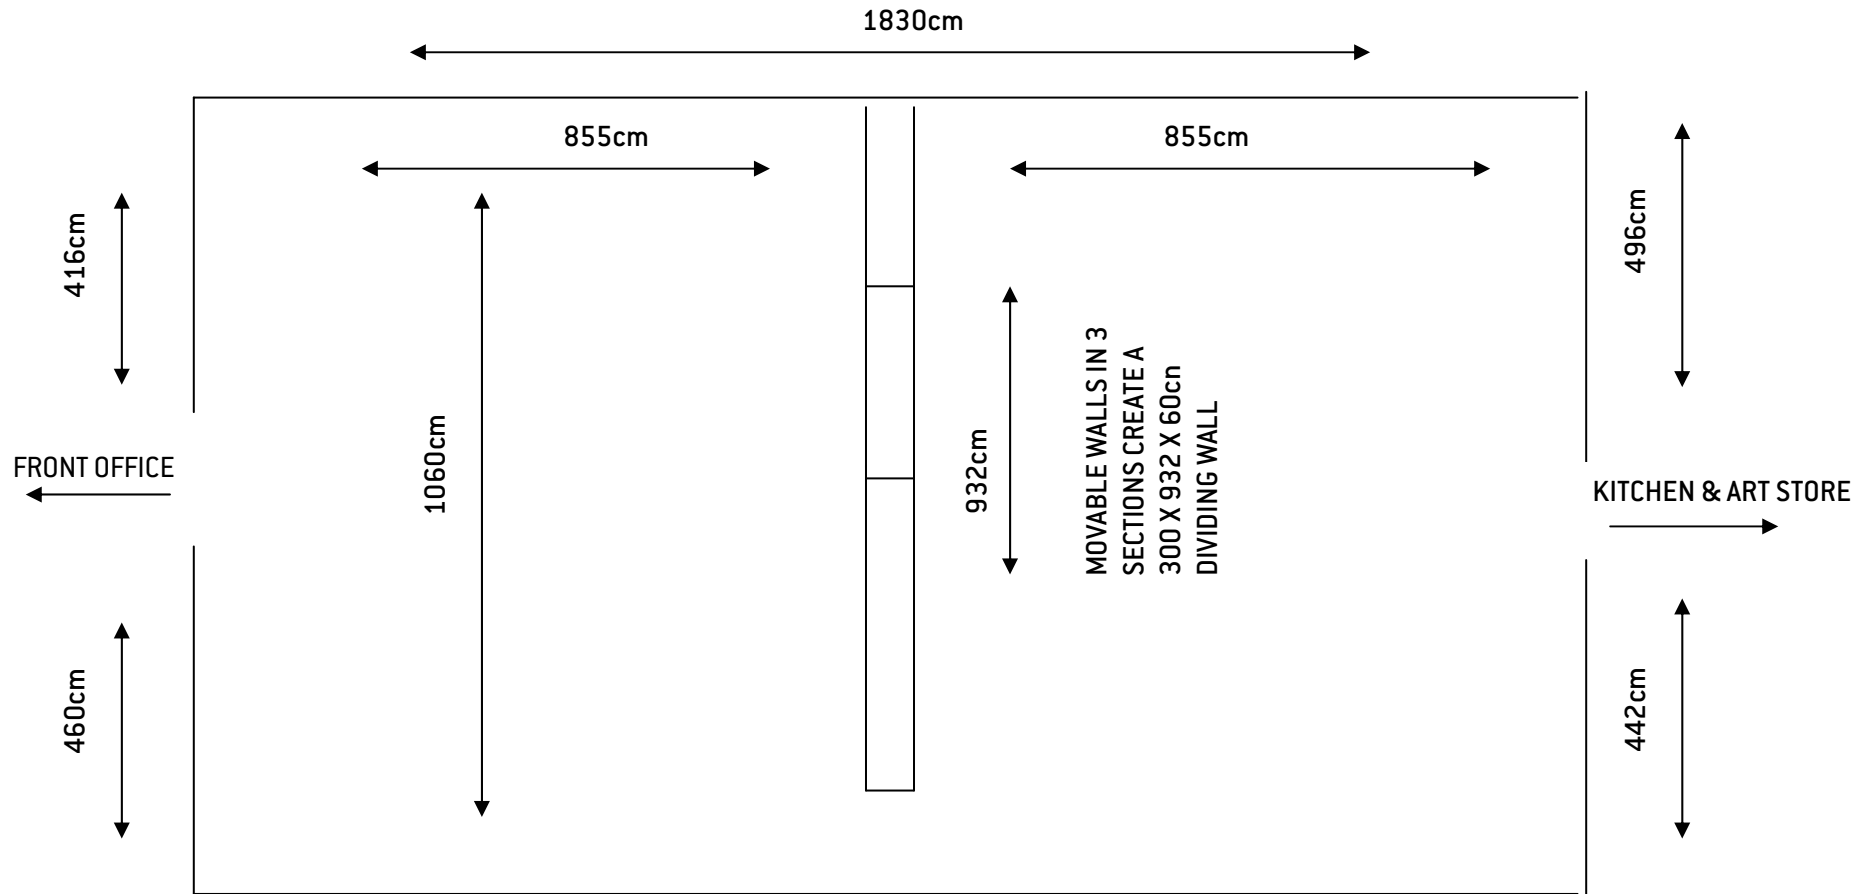 1830cm
855cm
855cm
416cm
496cm
1060cm
932cm
MOVABLE WALLS IN 3
SECTIONS CREATE A
300 X 932 X 60cn
DIVIDING WALL
FRONT OFFICE
KITCHEN & ART STORE
460cm
442cm